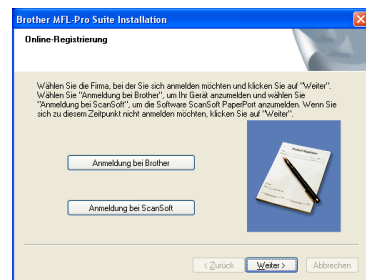 Brother MFL-Pro Suite Installation
Online-Registrierung
Wählen Sie die Firma, bei der Sie sich anmelden möchten und klicken Sie auf "Weiter".
Wählen Sie "Anmeldung bei Brother", um Ihr Gerät anzumelden und wählen Sie
"Anmeldung bei ScanSoft", um die Software ScanSoft PaperPort anzumelden. Wenn Sie
sich zu diesem Zeitpunkt nicht anmelden möchten, klicken Sie auf "Weiter".
Anmeldung bei Brother
Anmeldung bei ScanSoft
< Zurück
Weiter >
Abbrechen